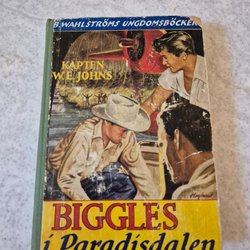 B. WAHLSTRÖMS UNGDOMSBÖCKER
KAPTEN
W.E. JOHNS
BIGGLES
i Paradisdalen